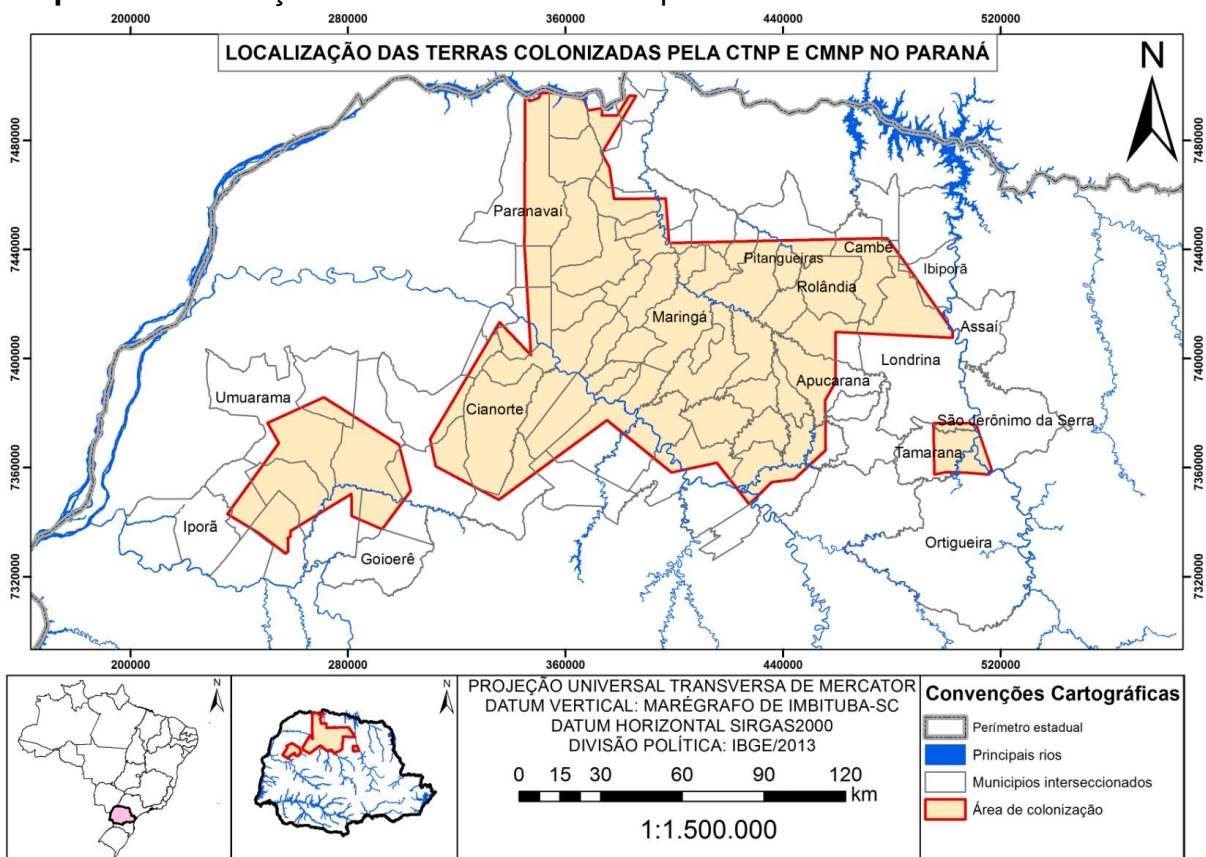 200000 280000 360000 440000 520000
LOCALIZAÇÃO DAS TERRAS COLONIZADAS PELA CTNP E CMNP NO PARANÁ
N
7480000
7480000
Paranavaí
7440000
Cambé
7440000
Pitangueiras
Ibiporã
Rolândia
Maringá
Assaí
7400000
Londrina
7400000
Apucarana
Umuarama
Cianorte
São Jerônimo da Serra
Tamarana
7360000
7360000
Iporã
Ortigueira
Goioerê
7320000
7320000
200000 280000 360000 440000 520000
N
N
PROJEÇÃO UNIVERSAL TRANSVERSA DE MERCATOR
DATUM VERTICAL: MARÉGRAFO DE IMBITUBA-SC
DATUM HORIZONTAL SIRGAS2000
DIVISÃO POLÍTICA: IBGE/2013
0 15 30 60 90 120
km
1:1.500.000
Convenções Cartográficas
Perímetro estadual
Principais rios
Municipios interseccionados
Área de colonização